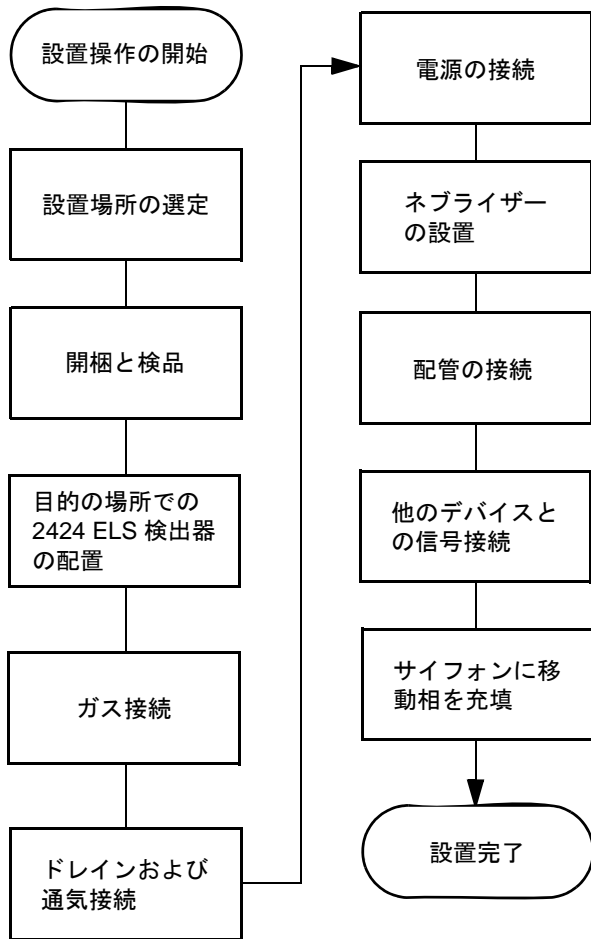 設置操作の開始
設置場所の選定
開梱と検品
目的の場所での
2424 ELS 検出器
の配置
ガス接続
ドレインおよび
通気接続
電源の接続
ネブライザー
の設置
配管の接続
他のデバイスと
の信号接続
サイフォンに移
動相を充填
設置完了